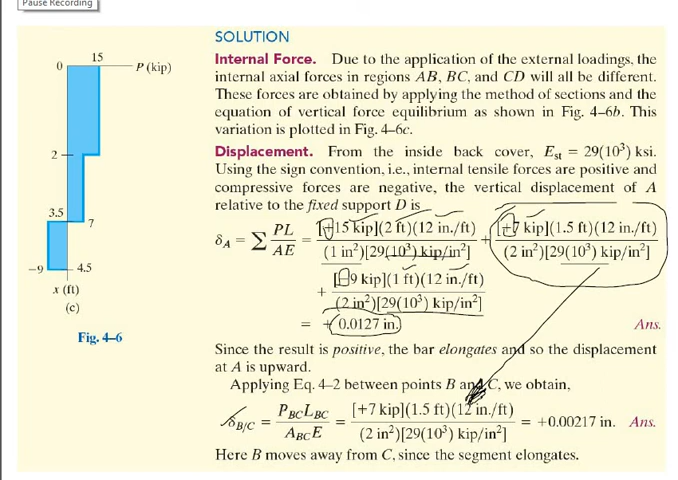 Pause Recording
15
0
P (kip)
2
3.5
7
−9
4.5
x (ft)
(c)
Fig. 4–6
SOLUTION
Internal Force. Due to the application of the external loadings, the
internal axial forces in regions AB, BC, and CD will all be different.
These forces are obtained by applying the method of sections and the
equation of vertical force equilibrium as shown in Fig. 4–6b. This
variation is plotted in Fig. 4–6c.
Displacement. From the inside back cover, E_st = 29(10³) ksi.
Using the sign convention, i.e., internal tensile forces are positive and
compressive forces are negative, the vertical displacement of A
relative to the fixed support D is
δ_A = ∑ PL/AE = [+15 kip](2 ft)(12 in./ft)/(1 in²)[29(10³) kip/in²] + [+7 kip](1.5 ft)(12 in./ft)/(2 in²)[29(10³) kip/in²]
+ [−9 kip](1 ft)(12 in./ft)/(2 in²)[29(10³) kip/in²]
= +0.0127 in. Ans.
Since the result is positive, the bar elongates and so the displacement
at A is upward.
Applying Eq. 4–2 between points B and C, we obtain,
δ_B/C = P_BC L_BC/A_BC E = [+7 kip](1.5 ft)(12 in./ft)/(2 in²)[29(10³) kip/in²] = +0.00217 in. Ans.
Here B moves away from C, since the segment elongates.